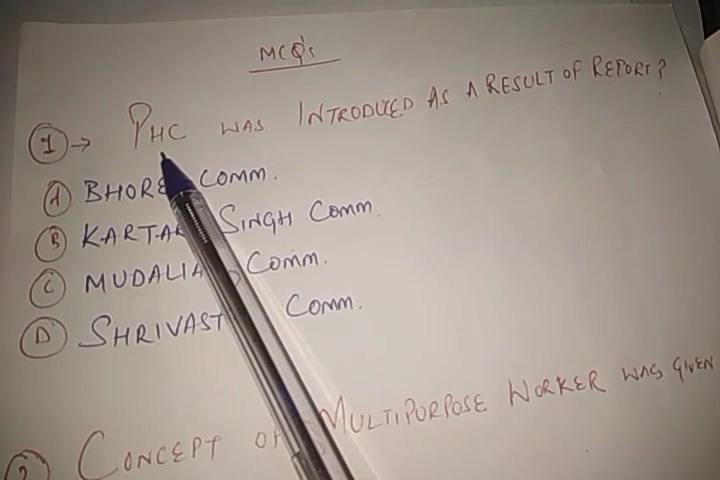 MCQ's
1 → PHC WAS INTRODUCED AS A RESULT OF REPORT?
A BHORE COMM.
B KARTAR SINGH COMM.
C MUDALIA COMM.
D SHRIVAST COMM.
2 CONCEPT OF MULTIPURPOSE WORKER WAS GIVEN